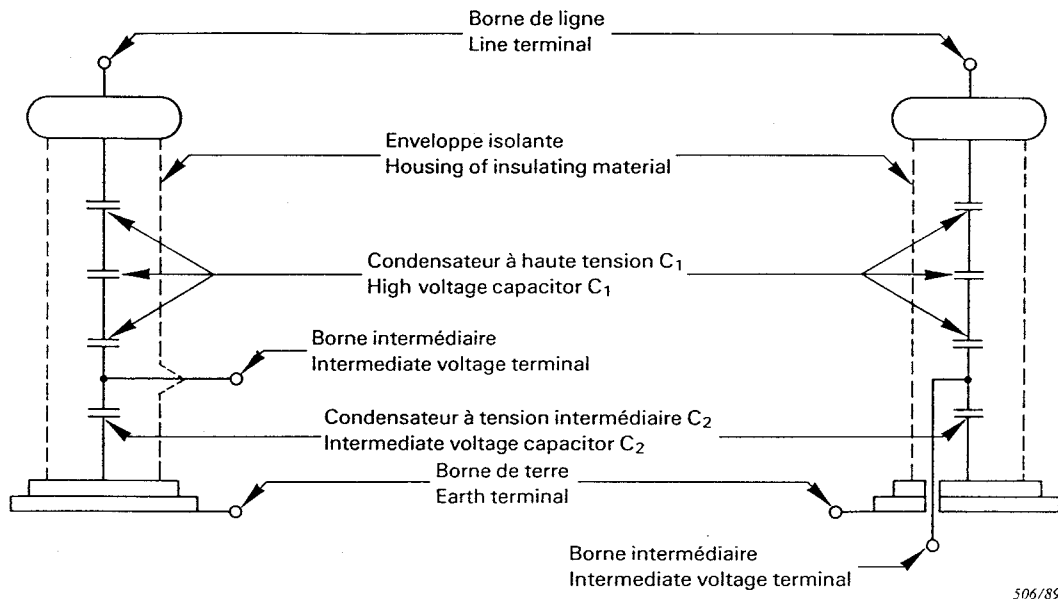 Borne de ligne
Line terminal
Enveloppe isolante
Housing of insulating material
Condensateur à haute tension C₁
High voltage capacitor C₁
Borne intermédiaire
Intermediate voltage terminal
Condensateur à tension intermédiaire C₂
Intermediate voltage capacitor C₂
Borne de terre
Earth terminal
Borne intermédiaire
Intermediate voltage terminal
506/89